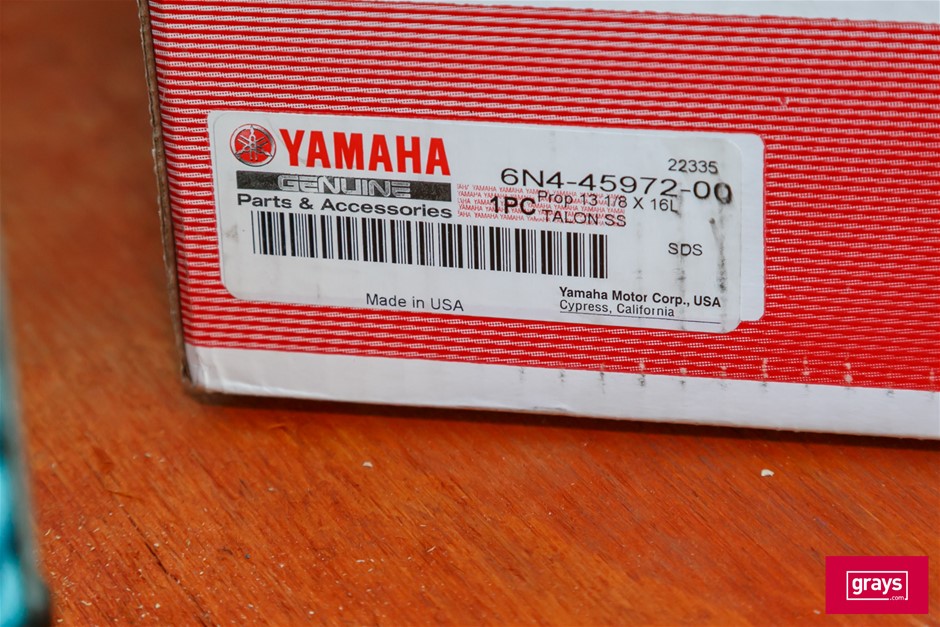 YAMAHA
GENUINE
Parts & Accessories
22335
6N4-45972-00
1PC
Prop 13 1/8 X 16L
TALON SS
SDS
Made in USA
Yamaha Motor Corp., USA
Cypress, California
grays
.com